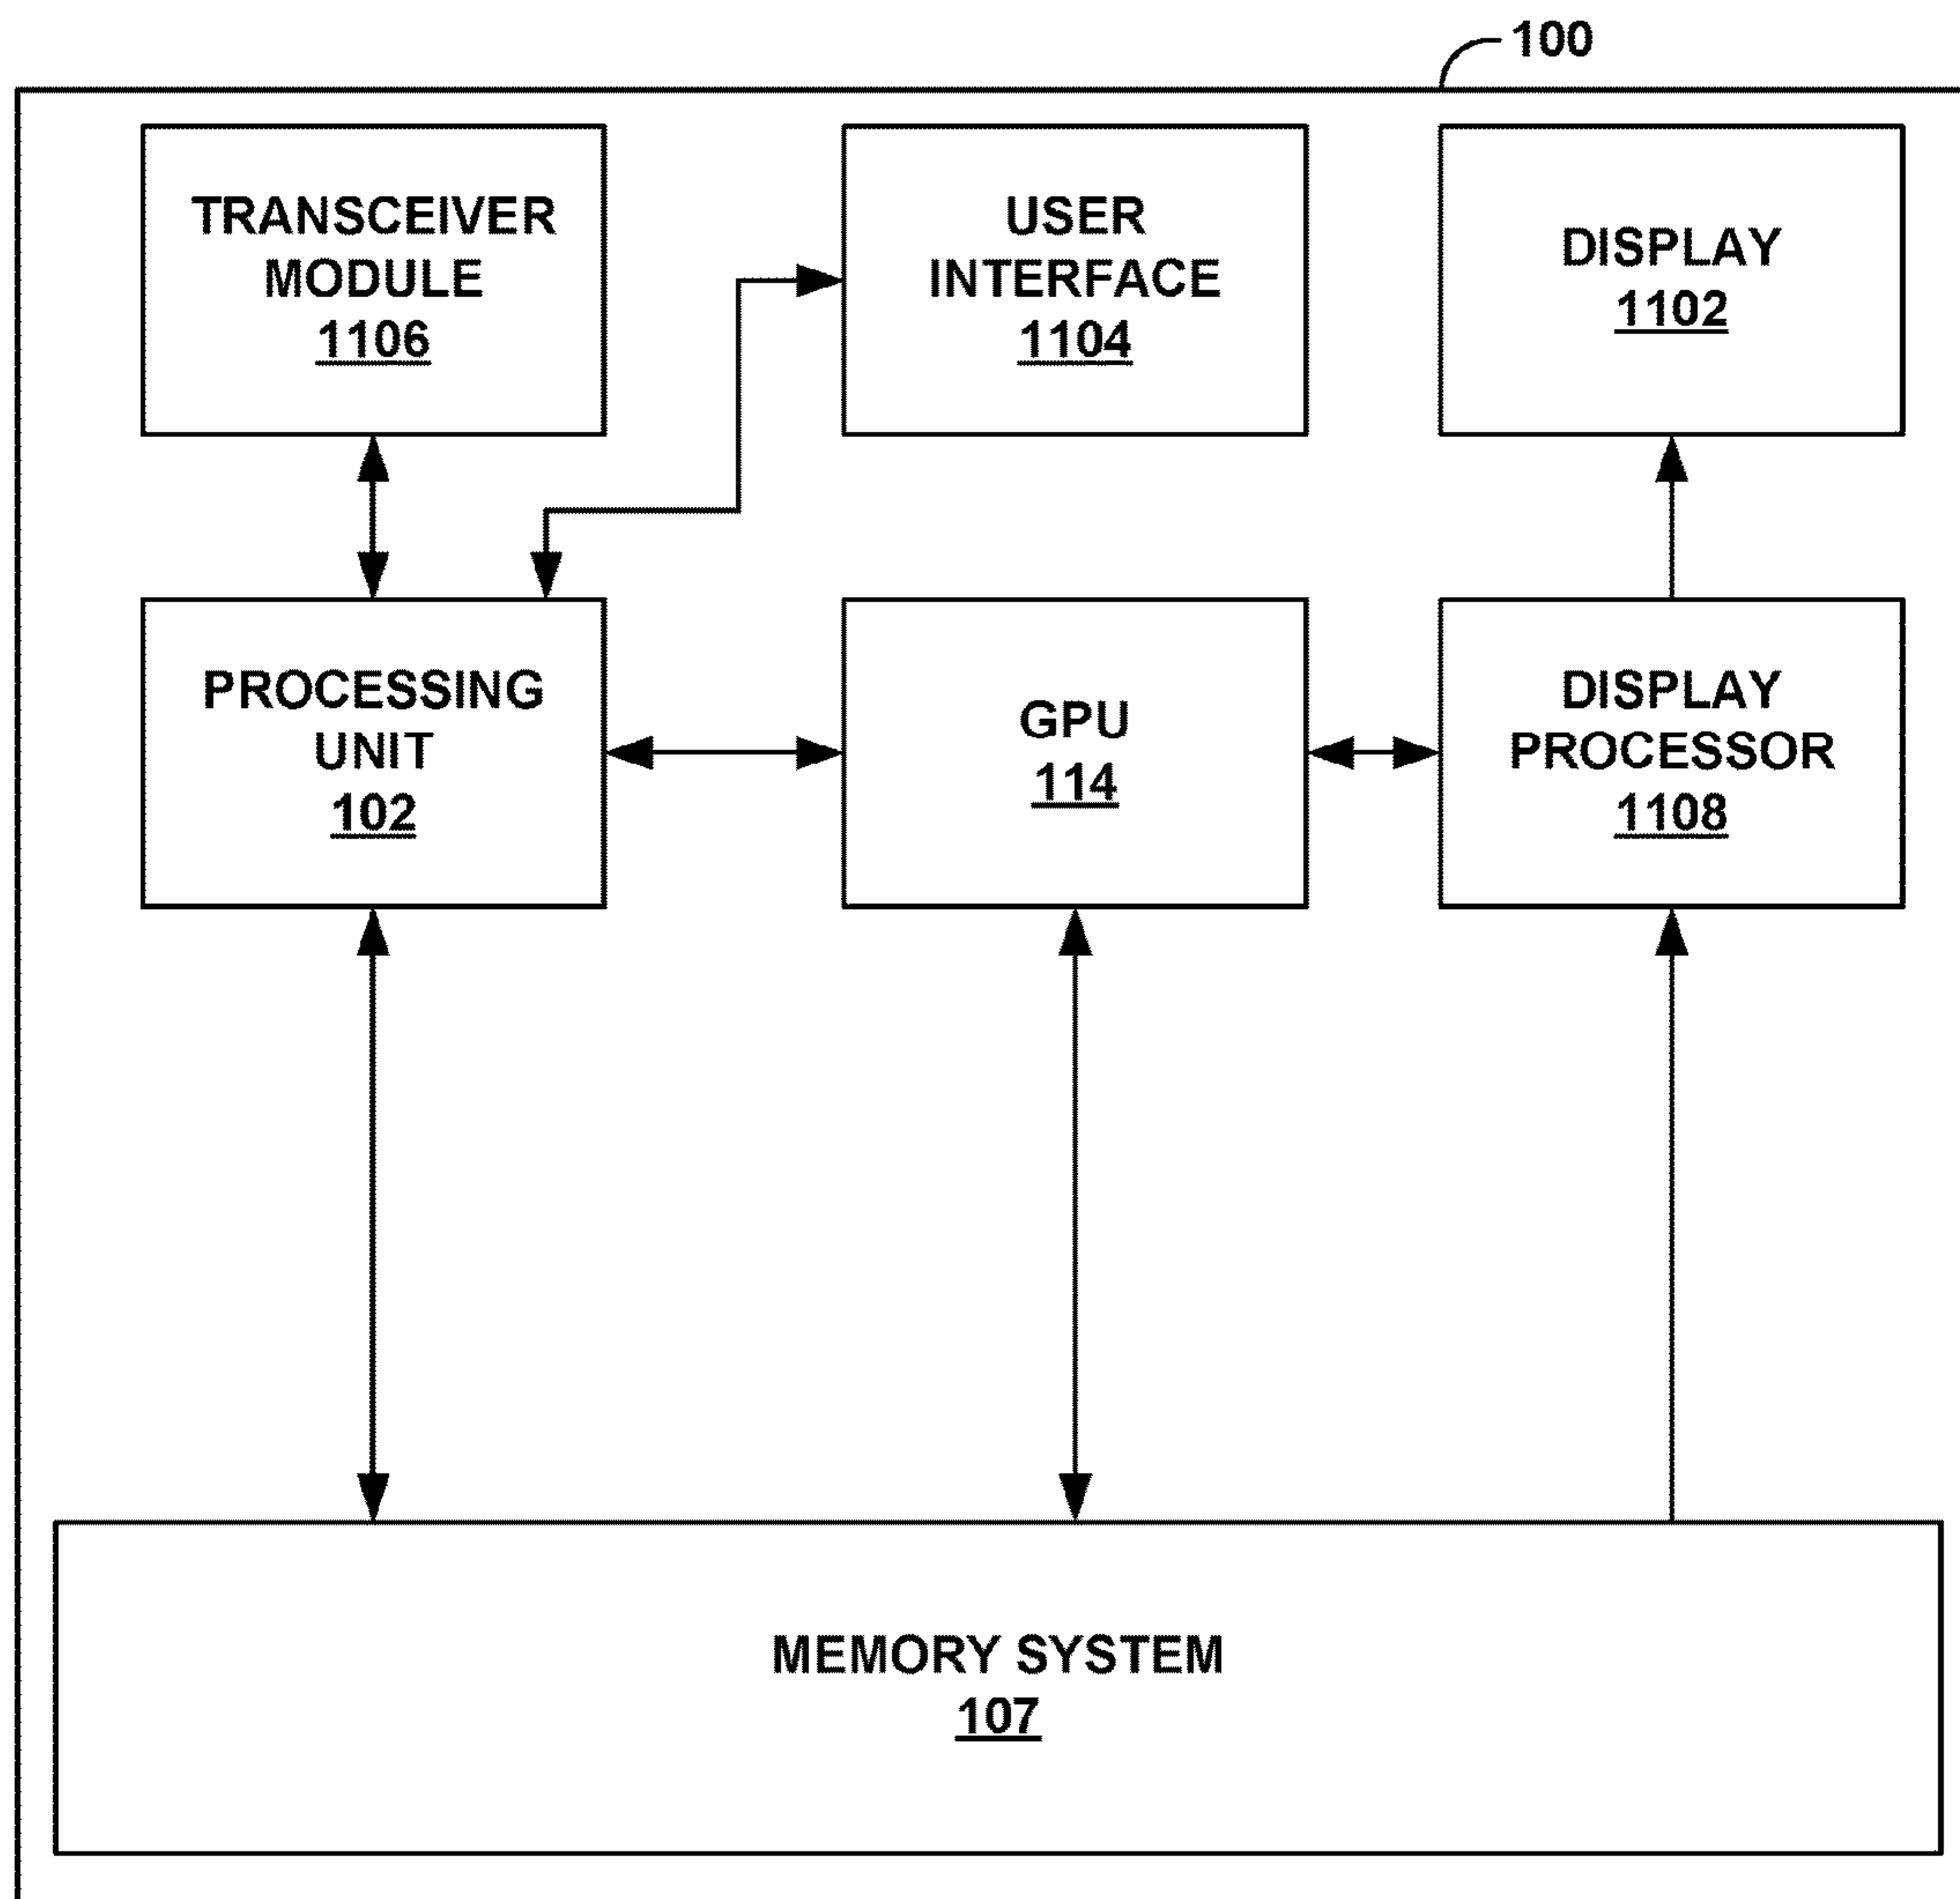 100
TRANSCEIVER
MODULE
1106
USER
INTERFACE
1104
DISPLAY
1102
PROCESSING
UNIT
102
GPU
114
DISPLAY
PROCESSOR
1108
MEMORY SYSTEM
107